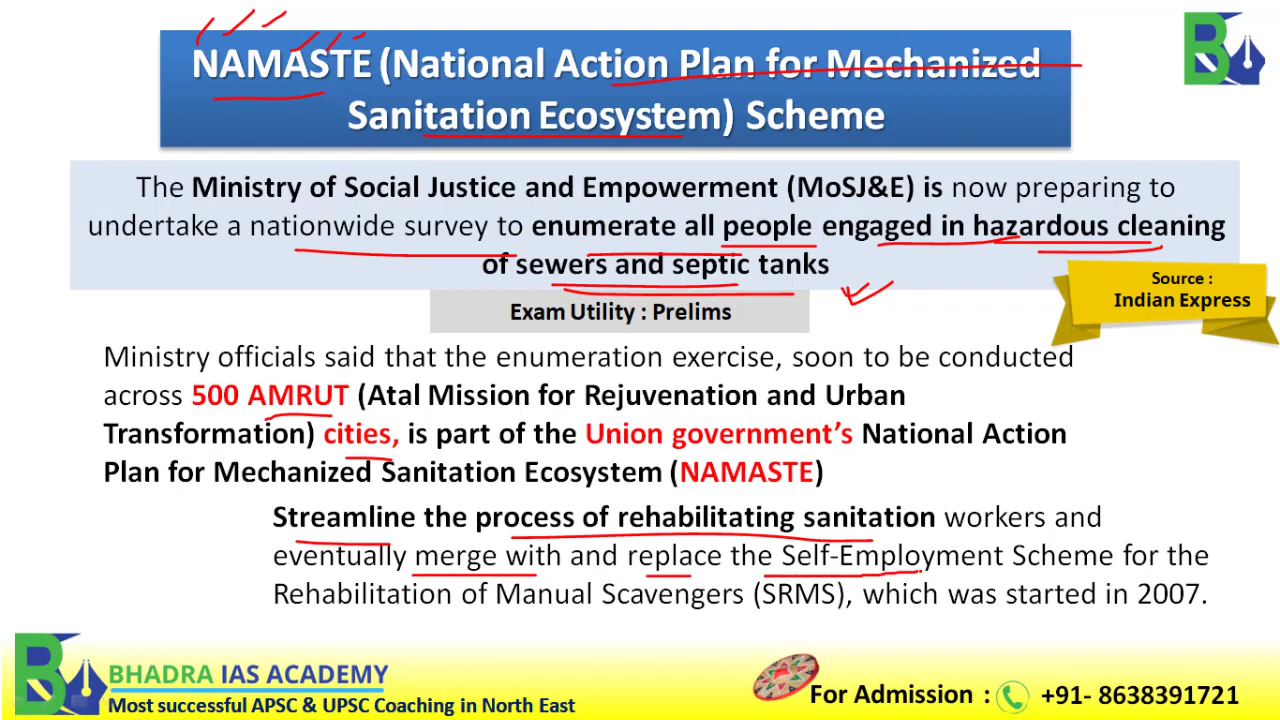 NAMASTE (National Action Plan for Mechanized
Sanitation Ecosystem) Scheme
The Ministry of Social Justice and Empowerment (MoSJ&E) is now preparing to
undertake a nationwide survey to enumerate all people engaged in hazardous cleaning
of sewers and septic tanks
Source :
Indian Express
Exam Utility : Prelims
Ministry officials said that the enumeration exercise, soon to be conducted
across 500 AMRUT (Atal Mission for Rejuvenation and Urban
Transformation) cities, is part of the Union government’s National Action
Plan for Mechanized Sanitation Ecosystem (NAMASTE)
Streamline the process of rehabilitating sanitation workers and
eventually merge with and replace the Self-Employment Scheme for the
Rehabilitation of Manual Scavengers (SRMS), which was started in 2007.
BHADRA IAS ACADEMY
Most successful APSC & UPSC Coaching in North East
For Admission : +91- 8638391721